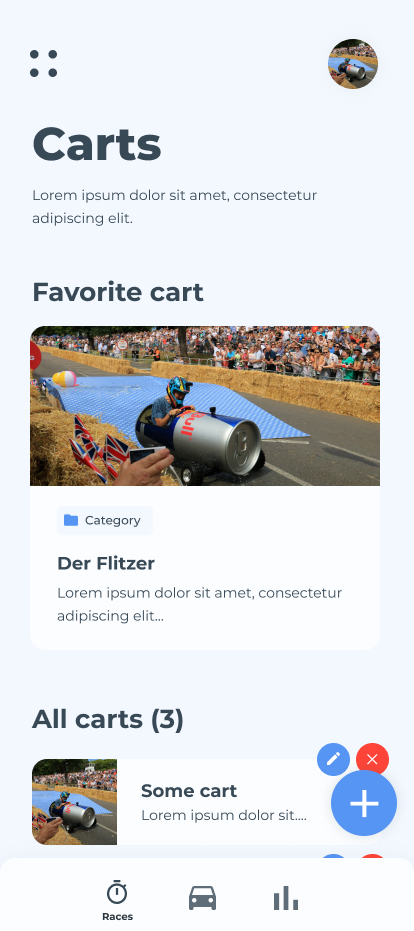 Carts
Lorem ipsum dolor sit amet, consectetur
adipiscing elit.
Favorite cart
Category
Der Flitzer
Lorem ipsum dolor sit amet, consectetur
adipiscing elit...
All carts (3)
Some cart
Lorem ipsum dolor sit....
Races